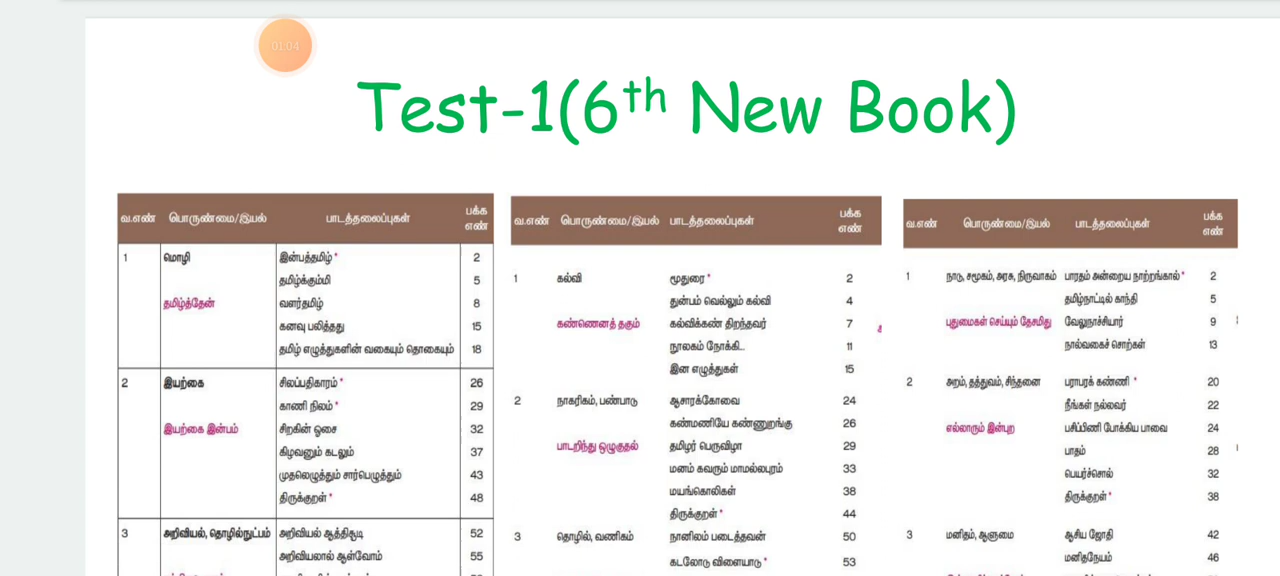 01:04
Test-1(6th New Book)
வ.எண் பொருண்மை/இயல் பாடத்தலைப்புகள் பக்க எண்
1 மொழி இன்பத்தமிழ் * 2
தமிழ்க்கும்மி 5
தமிழ்த்தேன் வளர்தமிழ் 8
கனவு பலித்தது 15
தமிழ் எழுத்துகளின் வகையும் தொகையும் 18
2 இயற்கை சிலப்பதிகாரம் * 26
காணி நிலம் * 29
இயற்கை இன்பம் சிறகின் ஓசை 32
கிழவனும் கடலும் 37
முதலெழுத்தும் சார்பெழுத்தும் 43
திருக்குறள் * 48
3 அறிவியல், தொழில்நுட்பம் அறிவியல் ஆத்திசூடி 52
அறிவியலால் ஆள்வோம் 55
வ.எண் பொருண்மை/இயல் பாடத்தலைப்புகள் பக்க எண்
1 கல்வி மூதுரை * 2
துன்பம் வெல்லும் கல்வி 4
கண்ணெனத் தகும் கல்விக்கண் திறந்தவர் 7
நூலகம் நோக்கி... 11
இன எழுத்துகள் 15
2 நாகரிகம், பண்பாடு ஆசாரக்கோவை 24
கண்மணியே கண்ணுறங்கு 26
பாடறிந்து ஒழுகுதல் தமிழர் பெருவிழா 29
மனம் கவரும் மாமல்லபுரம் 33
மயங்கொலிகள் 38
திருக்குறள் * 44
3 தொழில், வணிகம் நானிலம் படைத்தவன் 50
கடலோடு விளையாடு * 53
வ.எண் பொருண்மை/இயல் பாடத்தலைப்புகள் பக்க எண்
1 நாடு, சமூகம், அரசு, நிருவாகம் பாரதம் அன்றைய நாற்றங்கால் * 2
தமிழ்நாட்டில் காந்தி 5
புதுமைகள் செய்யும் தேசமிது வேலுநாச்சியார் 9
நால்வகைச் சொற்கள் 13
2 அறம், தத்துவம், சிந்தனை பராபரக் கண்ணி * 20
நீங்கள் நல்லவர் 22
எல்லாரும் இன்புற பசிப்பிணி போக்கிய பாவை 24
பாதம் 28
பெயர்ச்சொல் 32
திருக்குறள் * 38
3 மனிதம், ஆளுமை ஆசிய ஜோதி 42
மனிதநேயம் 46